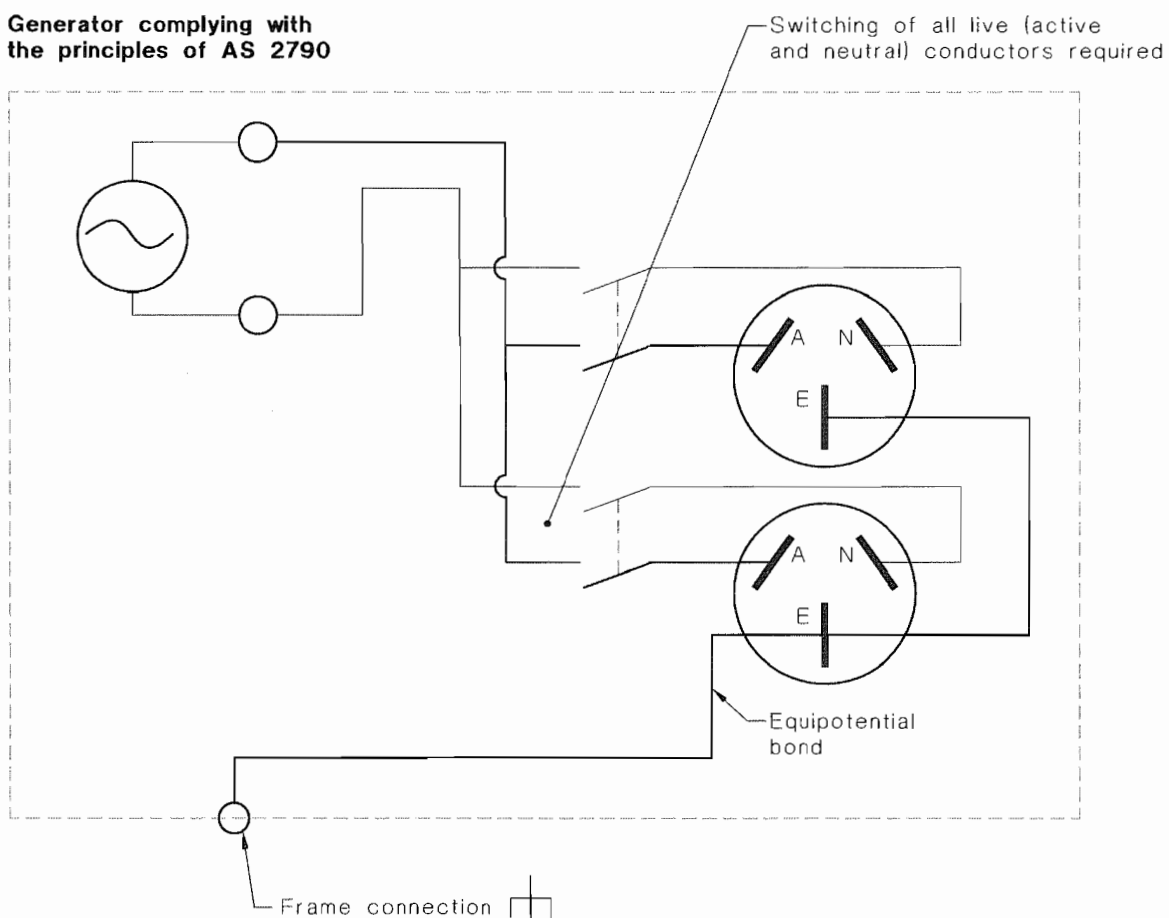 Generator complying with
the principles of AS 2790
Switching of all live (active
and neutral) conductors required
A N
E
A N
E
Equipotential
bond
Frame connection